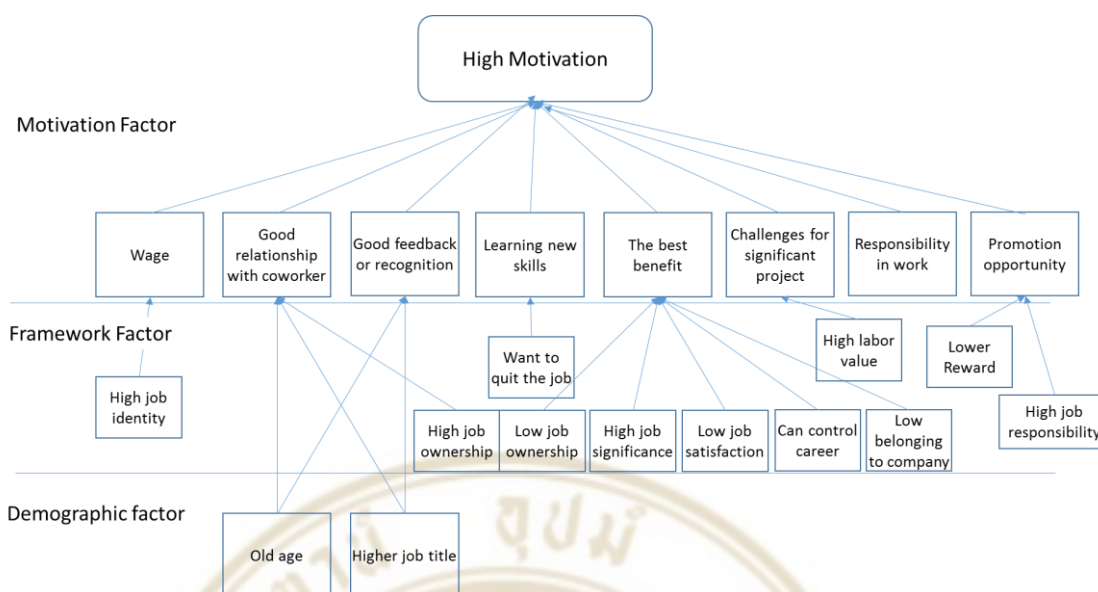 High Motivation
Motivation Factor
Wage
Good
relationship
with coworker
Good feedback
or recognition
Learning new
skills
The best
benefit
Challenges for
significant
project
Responsibility
in work
Promotion
opportunity
Framework Factor
High job
identity
Want to
quit the job
High labor
value
Lower
Reward
High job
responsibility
High job
ownership
Low job
ownership
High job
significance
Low job
satisfaction
Can control
career
Low
belonging
to company
Demographic factor
Old age
Higher job title